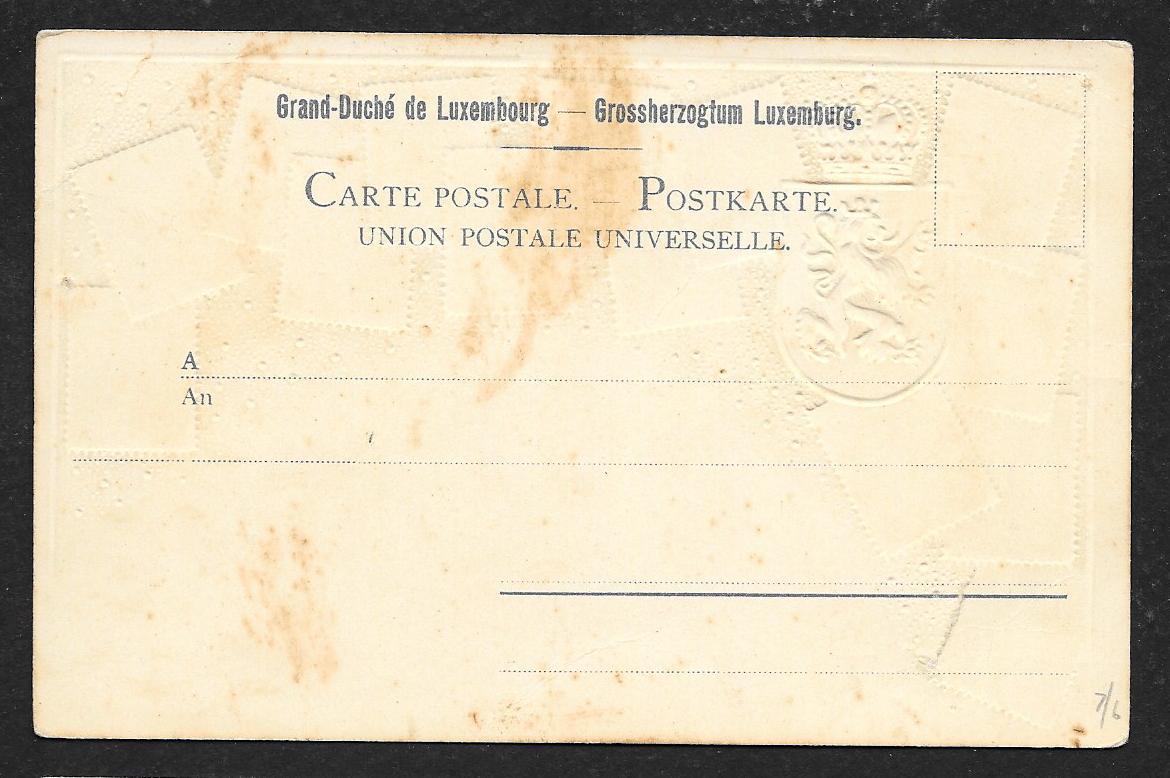 Grand-Duché de Luxembourg — Grossherzogtum Luxemburg.
CARTE POSTALE. — POSTKARTE.
UNION POSTALE UNIVERSELLE.
A
An
7/6